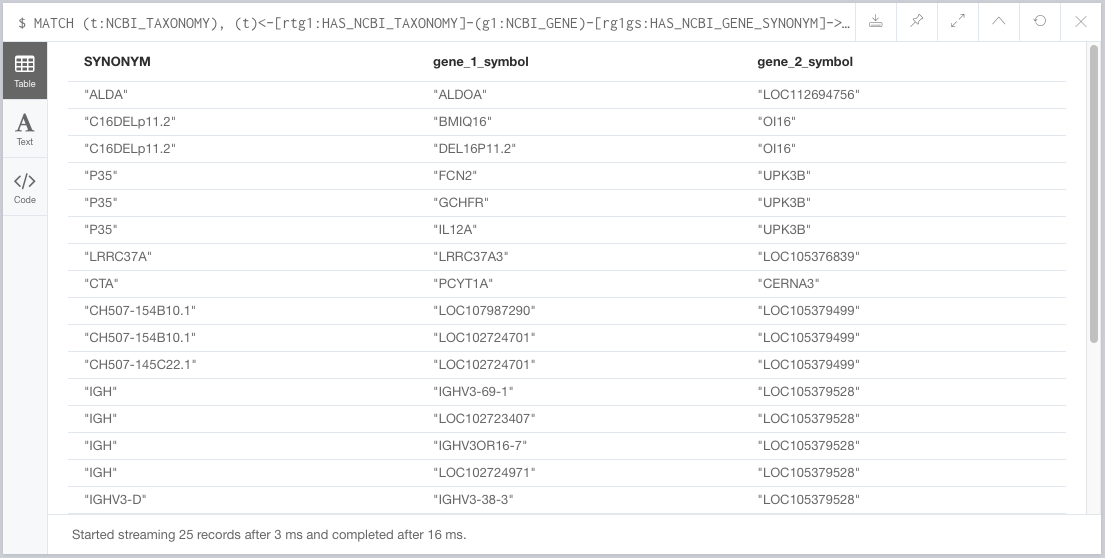 $ MATCH (t:NCBI_TAXONOMY), (t)<-[rtg1:HAS_NCBI_TAXONOMY]-(g1:NCBI_GENE)-[rg1gs:HAS_NCBI_GENE_SYNONYM]->…
Table
Text
Code
SYNONYM gene_1_symbol gene_2_symbol
"ALDA" "ALDOA" "LOC112694756"
"C16DELp11.2" "BMIQ16" "OI16"
"C16DELp11.2" "DEL16P11.2" "OI16"
"P35" "FCN2" "UPK3B"
"P35" "GCHFR" "UPK3B"
"P35" "IL12A" "UPK3B"
"LRRC37A" "LRRC37A3" "LOC105376839"
"CTA" "PCYT1A" "CERNA3"
"CH507-154B10.1" "LOC107987290" "LOC105379499"
"CH507-154B10.1" "LOC102724701" "LOC105379499"
"CH507-145C22.1" "LOC102724701" "LOC105379499"
"IGH" "IGHV3-69-1" "LOC105379528"
"IGH" "LOC102723407" "LOC105379528"
"IGH" "IGHV3OR16-7" "LOC105379528"
"IGH" "LOC102724971" "LOC105379528"
"IGHV3-D" "IGHV3-38-3" "LOC105379528"
Started streaming 25 records after 3 ms and completed after 16 ms.